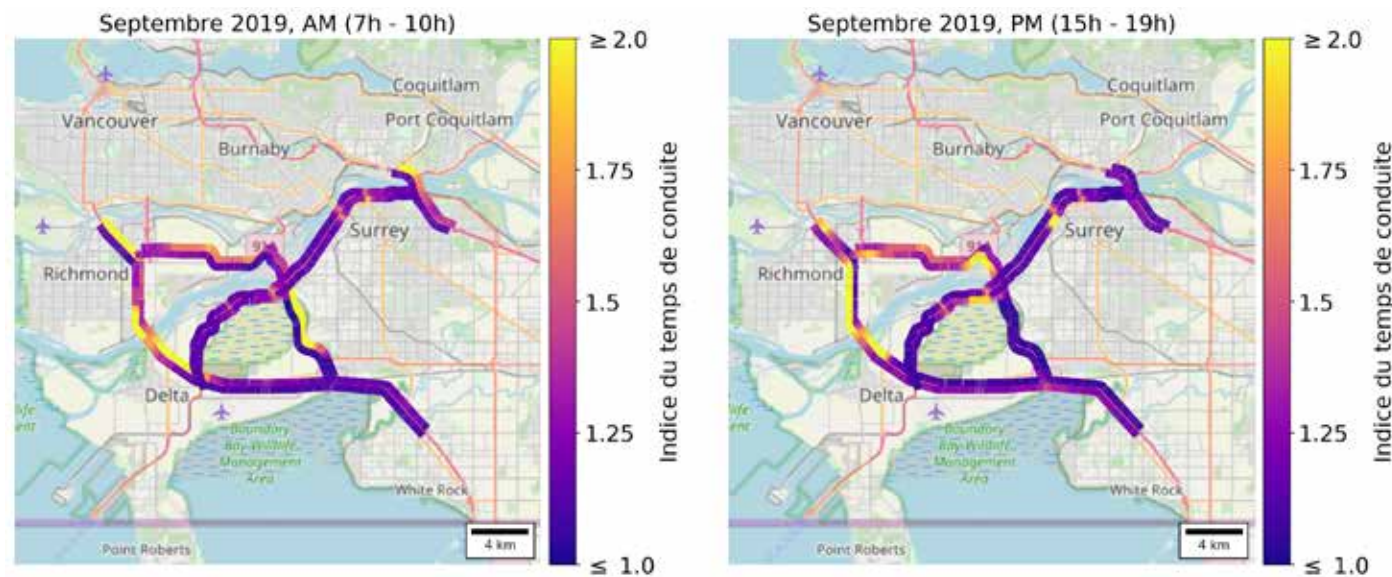 Septembre 2019, AM (7h - 10h)
Coquitlam
Vancouver
Port Coquitlam
Burnaby
Surrey
91
Richmond
Delta
Boundary
Bay Wildlife
Management
Area
White Rock
Point Roberts
4 km
≥ 2.0
1.75
1.5
1.25
≤ 1.0
Indice du temps de conduite
Septembre 2019, PM (15h - 19h)
Coquitlam
Vancouver
Port Coquitlam
Burnaby
Surrey
Richmond
Delta
Boundary
Bay Wildlife
Management
Area
White Rock
Point Roberts
4 km
≥ 2.0
1.75
1.5
1.25
≤ 1.0
Indice du temps de conduite